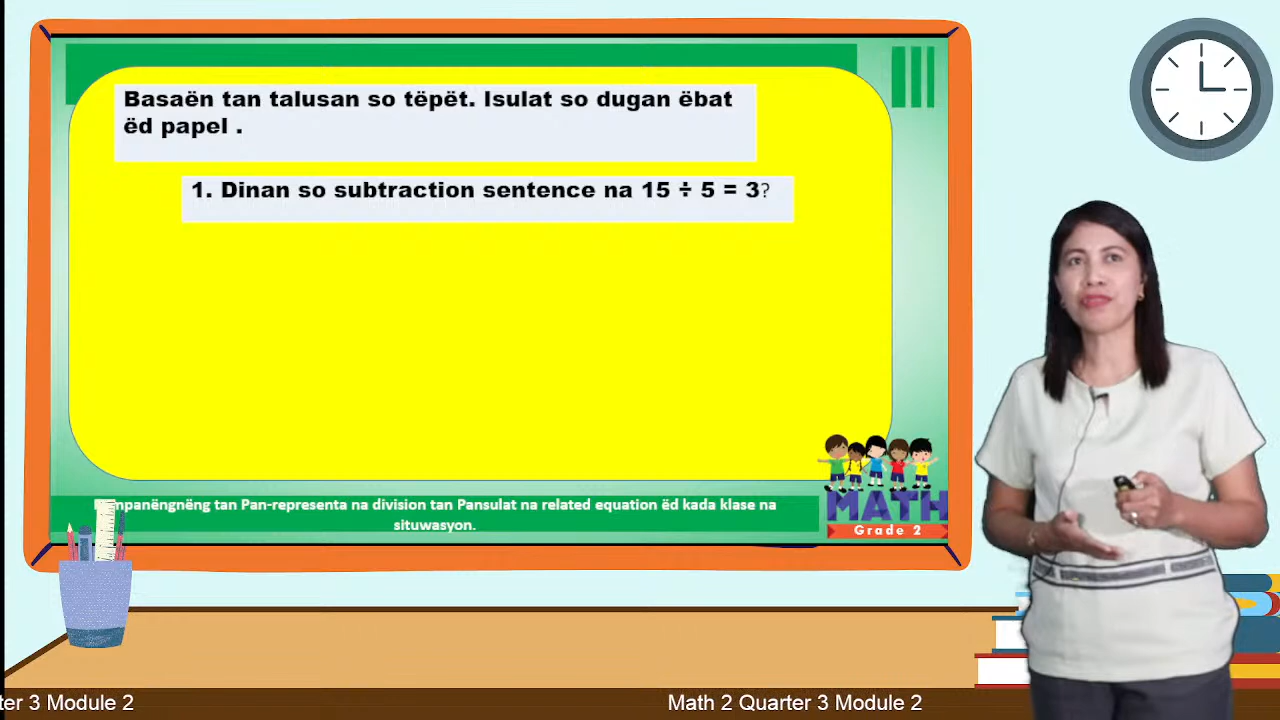 Basaën tan talusan so tëpët. Isulat so dugan ëbat
ëd papel .
1. Dinan so subtraction sentence na 15 ÷ 5 = 3?
tan Pan-representa na division tan Pansulat na related equation ëd kada klase na
situwasyon.
MATH
Grade 2
3 Module 2
Math 2 Quarter 3 Module 2